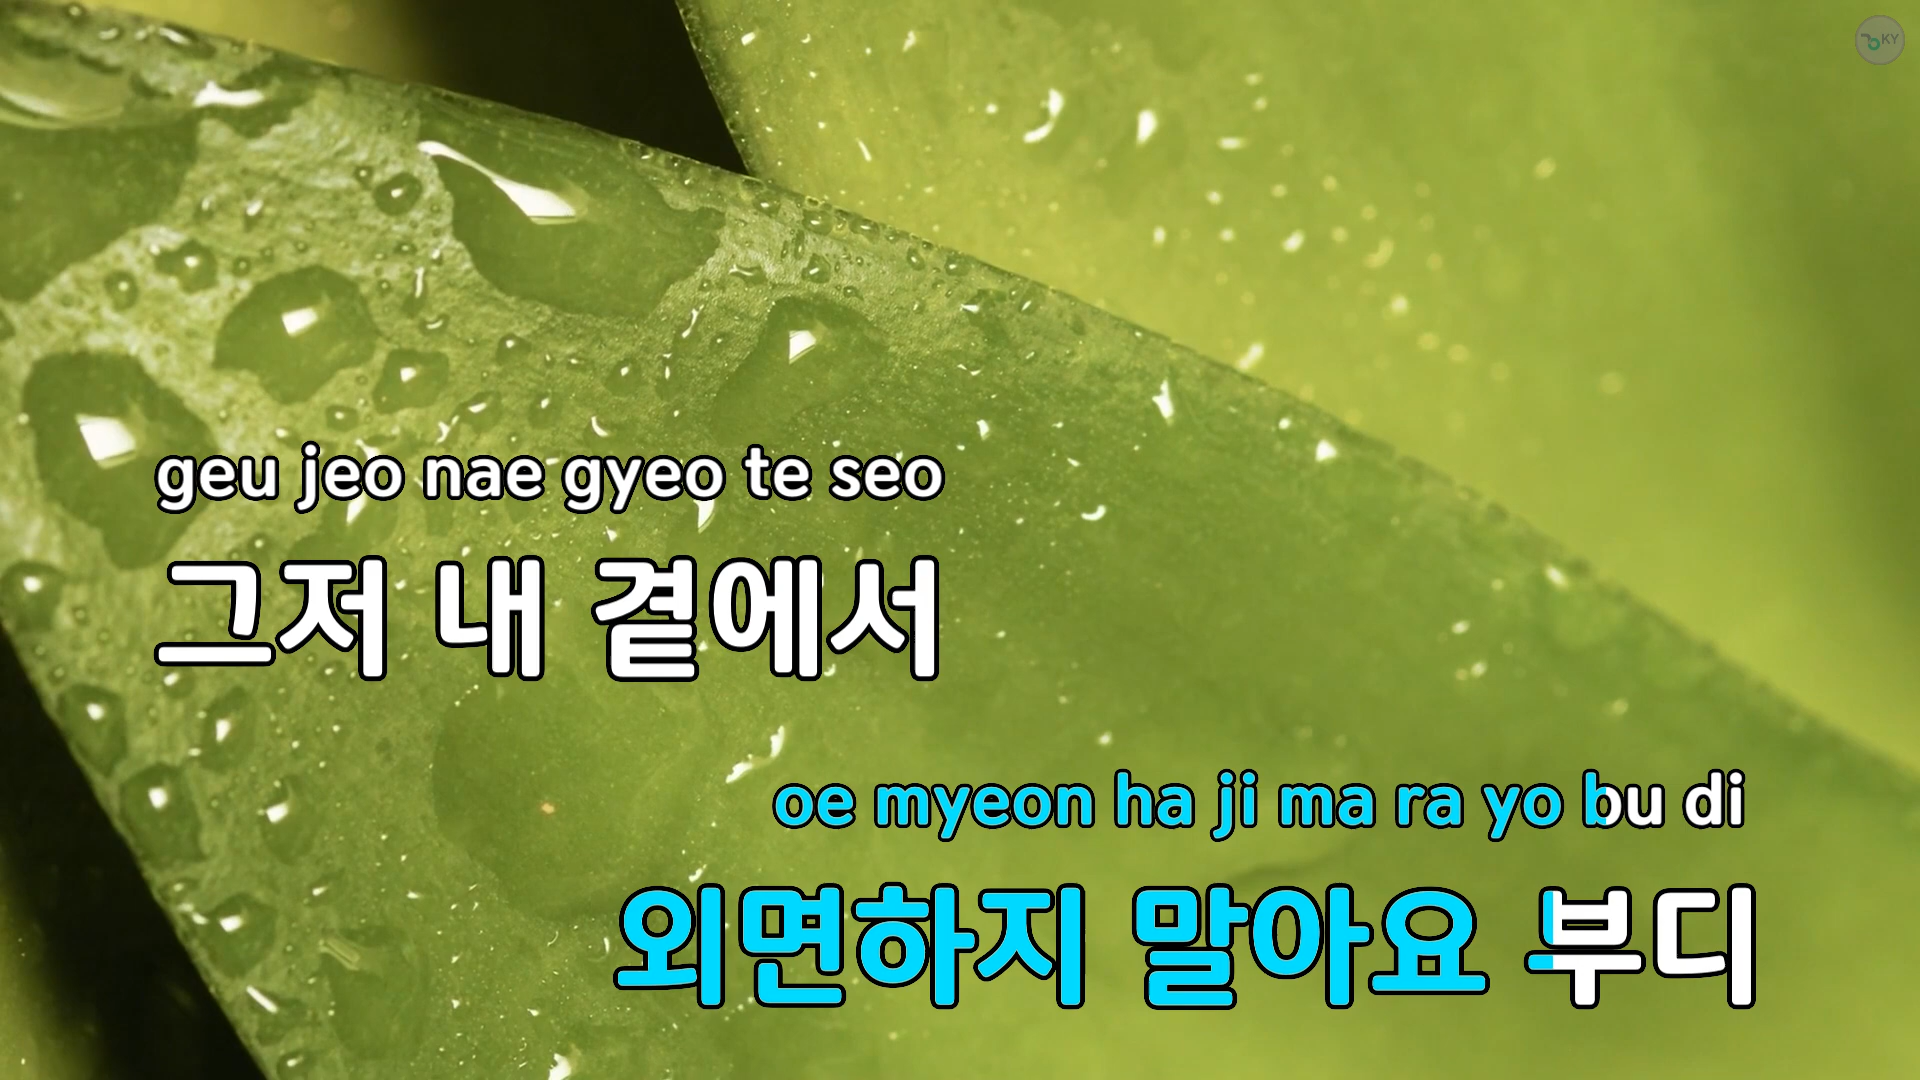 KY
geu jeo nae gyeo te seo
그저 내 곁에서
oe myeon ha ji ma ra yo bu di
외면하지 말아요 부디